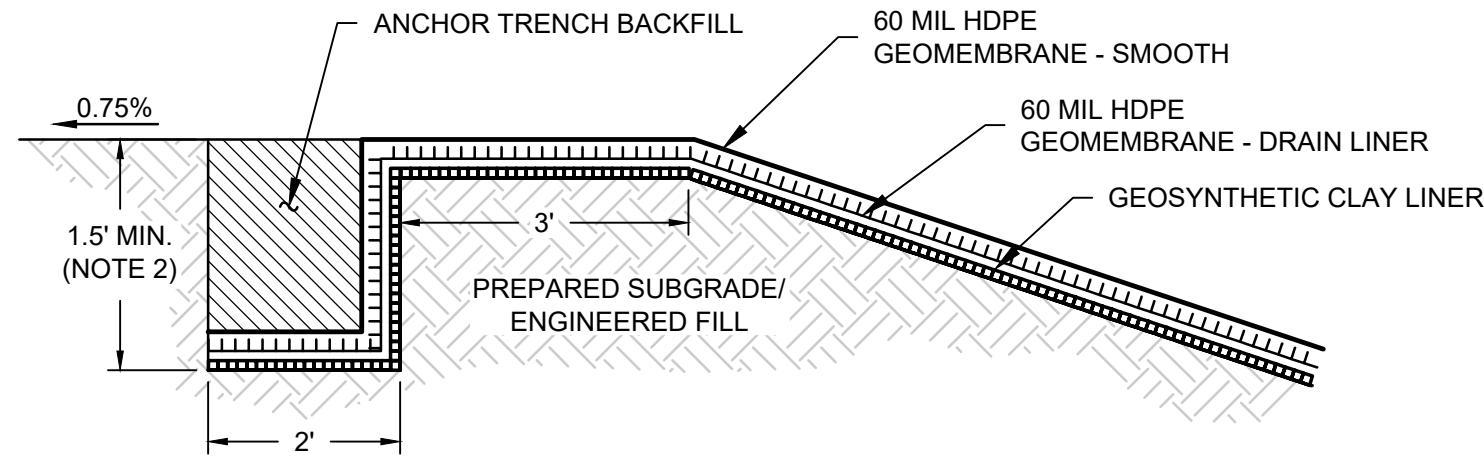 ANCHOR TRENCH BACKFILL
60 MIL HDPE
GEOMEMBRANE - SMOOTH
0.75%
60 MIL HDPE
GEOMEMBRANE - DRAIN LINER
GEOSYNTHETIC CLAY LINER
1.5' MIN.
(NOTE 2)
3'
PREPARED SUBGRADE/
ENGINEERED FILL
2'